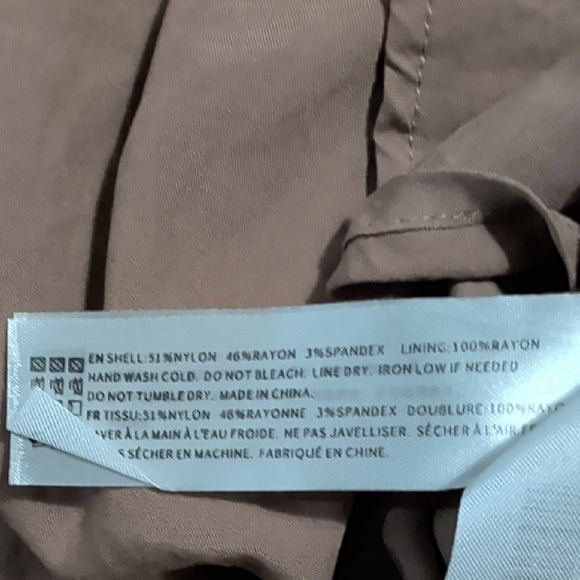 EN SHELL: 51%NYLON 46%RAYON 3%SPANDEX LINING: 100%RAYON
HAND WASH COLD. DO NOT BLEACH. LINE DRY. IRON LOW IF NEEDED
DO NOT TUMBLE DRY. MADE IN CHINA.
FR TISSU: 51%NYLON 46%RAYONNE 3%SPANDEX DOUBLURE: 100%RAYO
VER À LA MAIN À L'EAU FROIDE. NE PAS JAVELLISER. SÉCHER À L'AIR
S SÉCHER EN MACHINE. FABRIQUÉ EN CHINE.